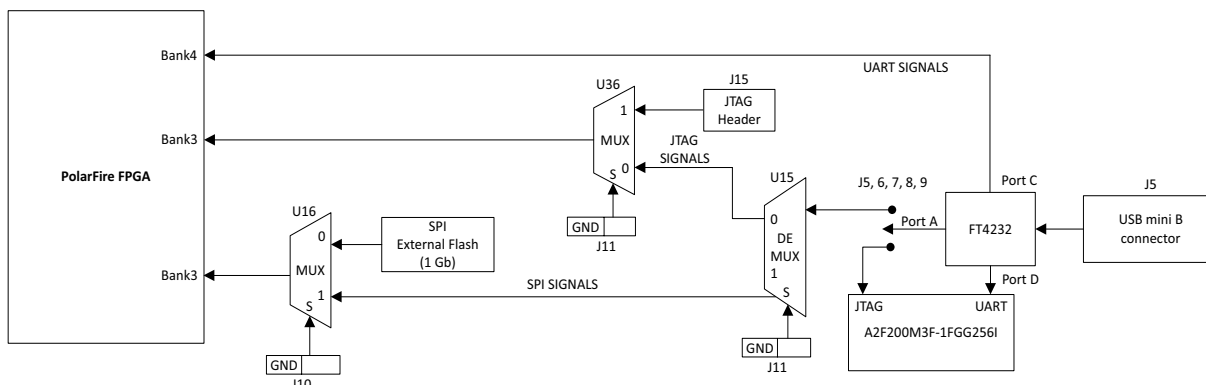 Bank4
UART SIGNALS
U36
J15
1
JTAG
Header
Bank3
MUX
JTAG
SIGNALS
PolarFire FPGA
S
0
U15
J5, 6, 7, 8, 9
Port C
J5
U16
SPI
External Flash
(1 Gb)
GND
J11
0
DE
MUX
1
S
Port A
FT4232
USB mini B
connector
0
Bank3
MUX
1
S
SPI SIGNALS
Port D
JTAG
UART
A2F200M3F-1FGG256I
GND
J10
GND
J11